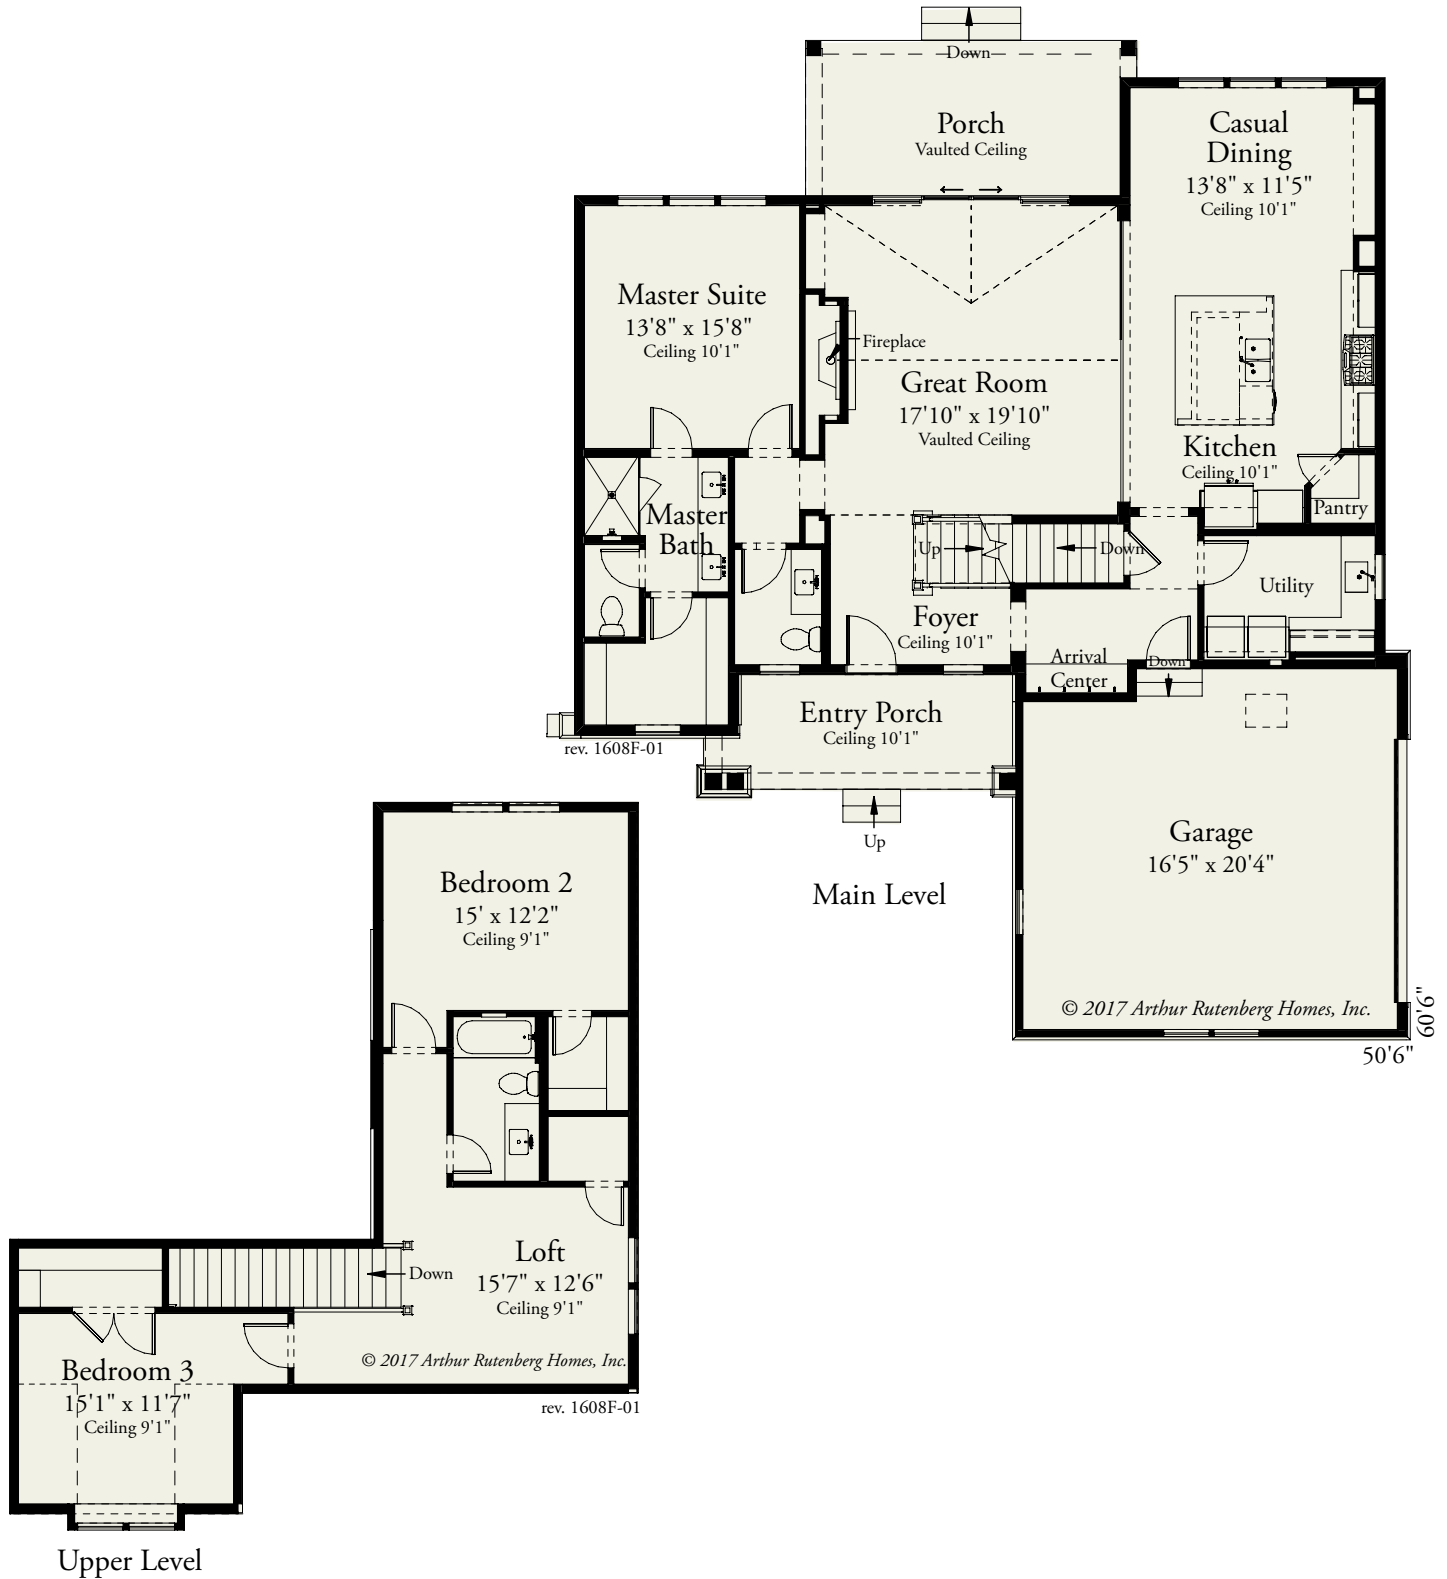 Down
Porch
Vaulted Ceiling
Casual
Dining
13'8" x 11'5"
Ceiling 10'1"
Master Suite
13'8" x 15'8"
Ceiling 10'1"
Fireplace
Great Room
17'10" x 19'10"
Vaulted Ceiling
Kitchen
Ceiling 10'1"
Pantry
Master
Bath
Up
Down
Utility
Foyer
Ceiling 10'1"
Arrival
Center
Down
Entry Porch
Ceiling 10'1"
rev. 1608F-01
Up
Main Level
Garage
16'5" x 20'4"
© 2017 Arthur Rutenberg Homes, Inc.
60'6"
50'6"
Bedroom 2
15' x 12'2"
Ceiling 9'1"
Loft
15'7" x 12'6"
Ceiling 9'1"
Down
© 2017 Arthur Rutenberg Homes, Inc.
rev. 1608F-01
Bedroom 3
15'1" x 11'7"
Ceiling 9'1"
Upper Level